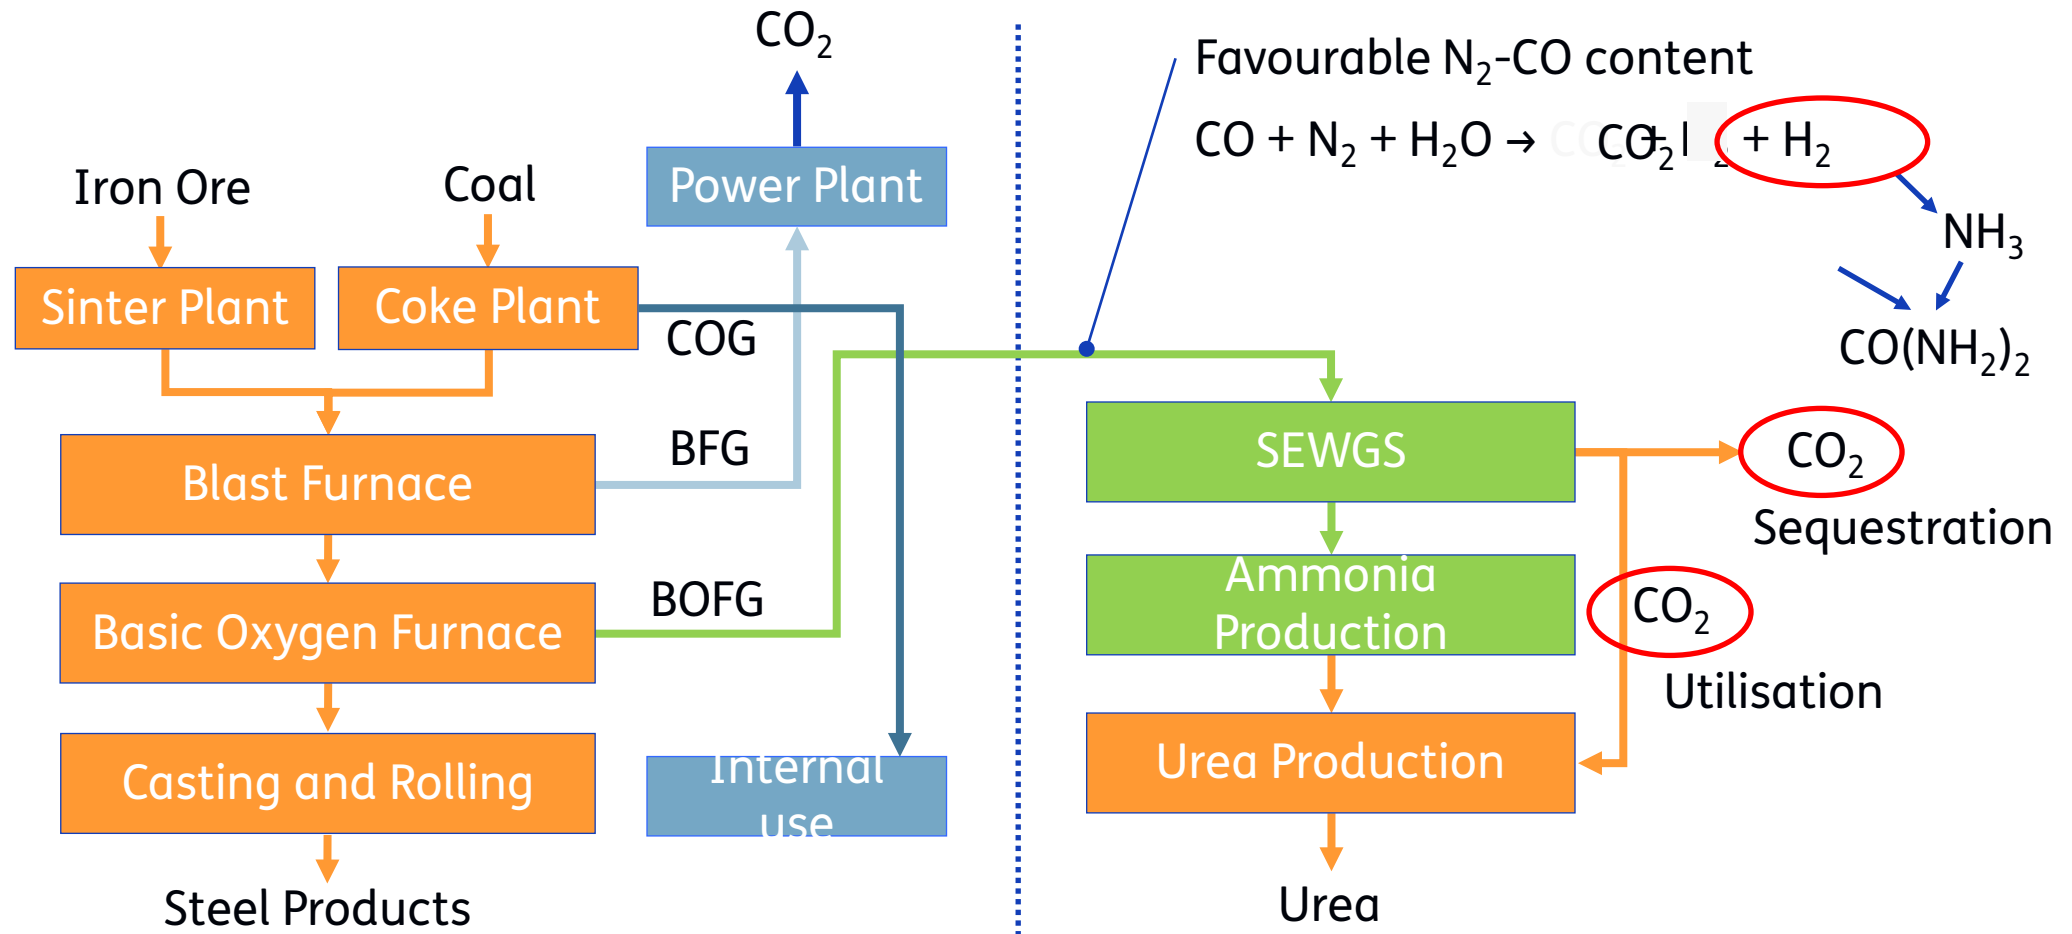 CO₂
Power Plant
Iron Ore
Coal
Sinter Plant
Coke Plant
COG
Blast Furnace
BFG
Basic Oxygen Furnace
BOFG
Casting and Rolling
Internal
use
Steel Products
Favourable N₂-CO content
CO + N₂ + H₂O → CO₂ + H₂
NH₃
CO(NH₂)₂
SEWGS
CO₂
Sequestration
Ammonia
Production
CO₂
Utilisation
Urea Production
Urea